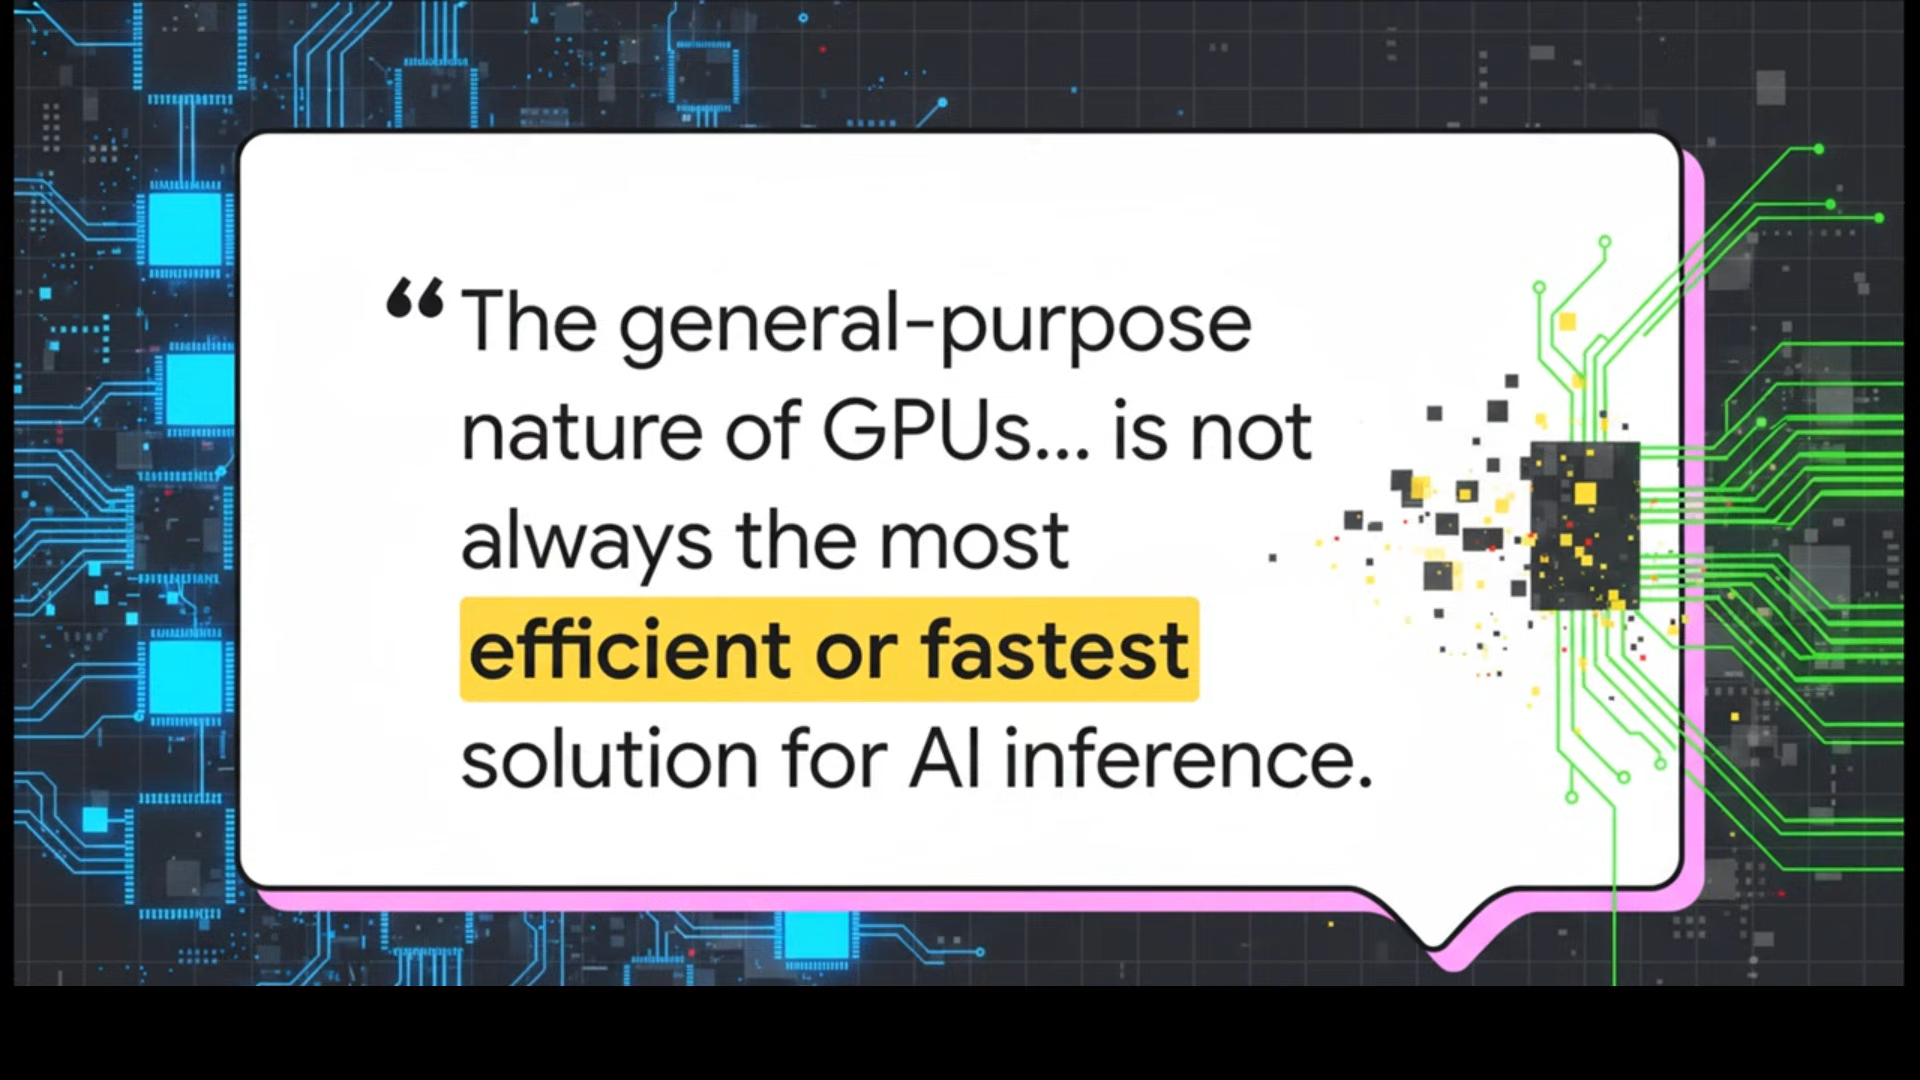 “The general-purpose
nature of GPUs... is not
always the most
efficient or fastest
solution for AI inference.